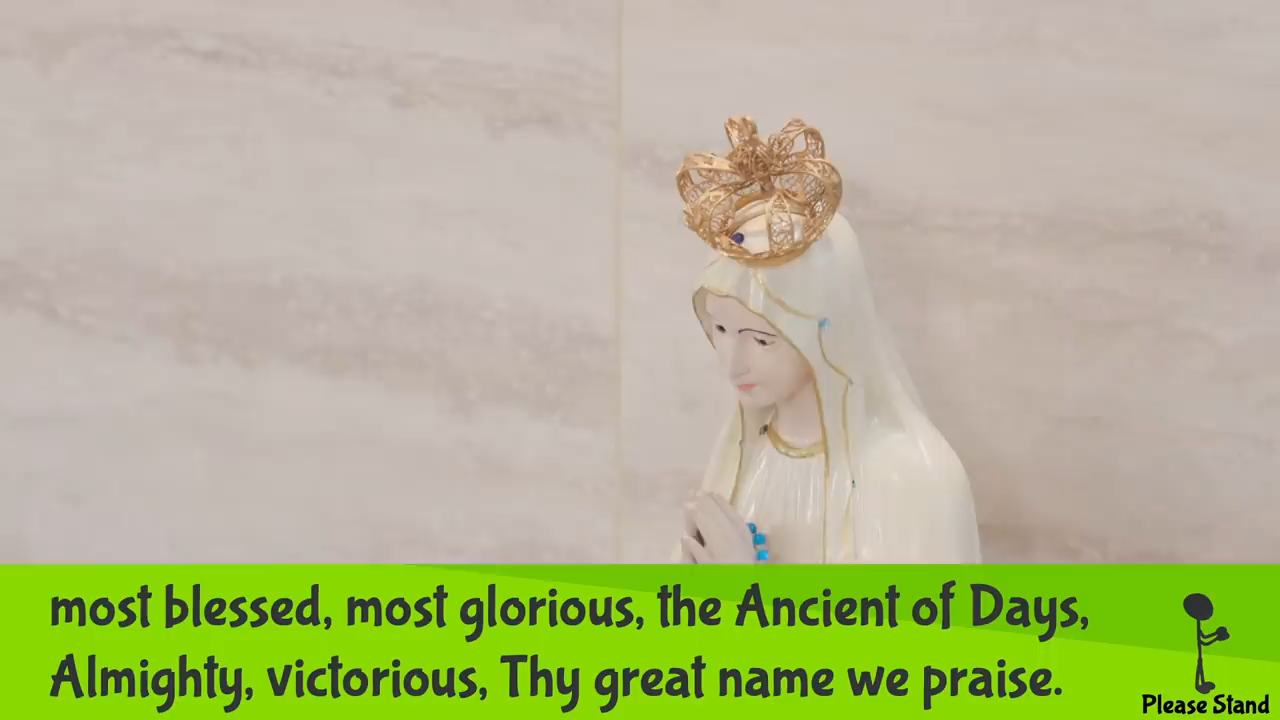 most blessed, most glorious, the Ancient of Days,
Almighty, victorious, Thy great name we praise.
Please Stand